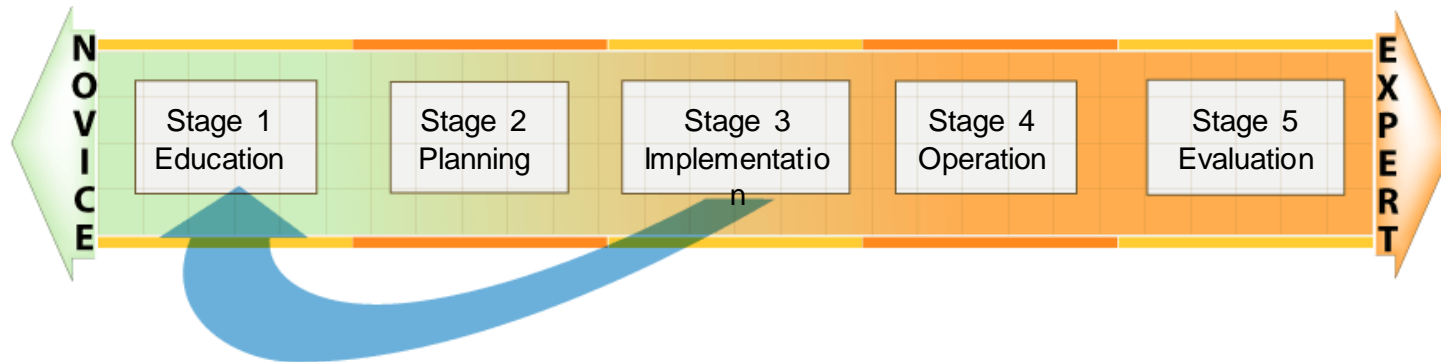 NOVICE
Stage 1
Education
Stage 2
Planning
Stage 3
Implementatio
n
Stage 4
Operation
Stage 5
Evaluation
EXPERT